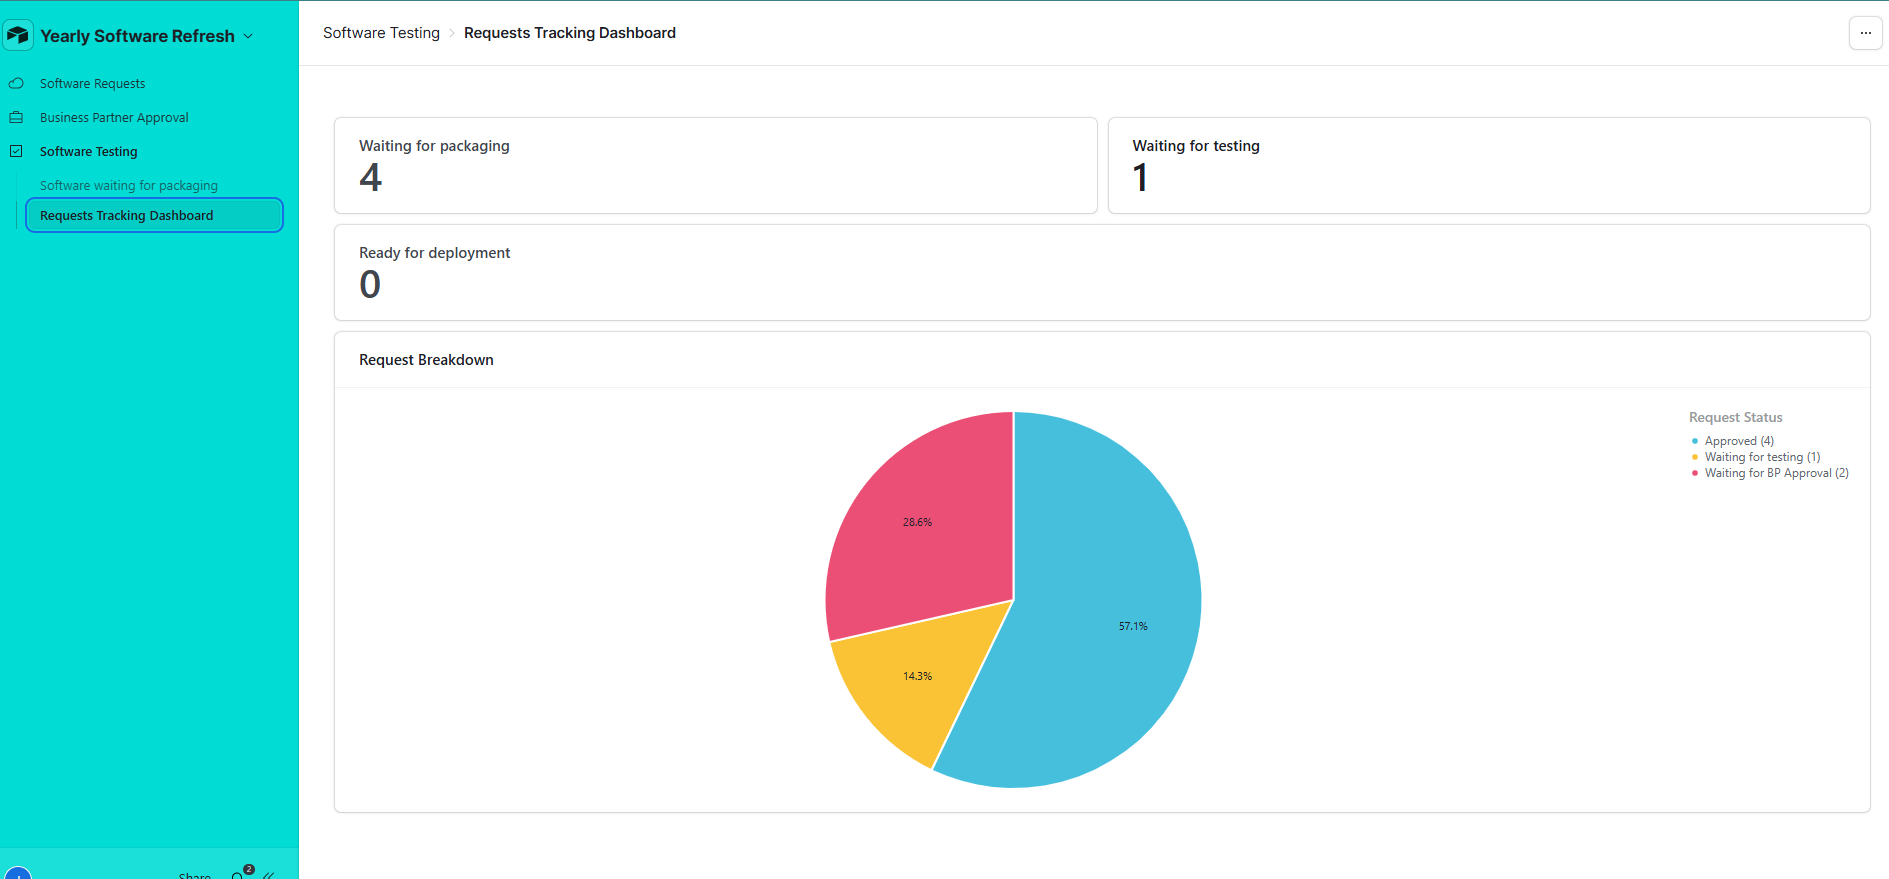 Yearly Software Refresh
Software Requests
Business Partner Approval
Software Testing
Software waiting for packaging
Requests Tracking Dashboard
Share
2
Software Testing > Requests Tracking Dashboard
...
Waiting for packaging
4
Waiting for testing
1
Ready for deployment
0
Request Breakdown
28.6%
57.1%
14.3%
Request Status
Approved (4)
Waiting for testing (1)
Waiting for BP Approval (2)